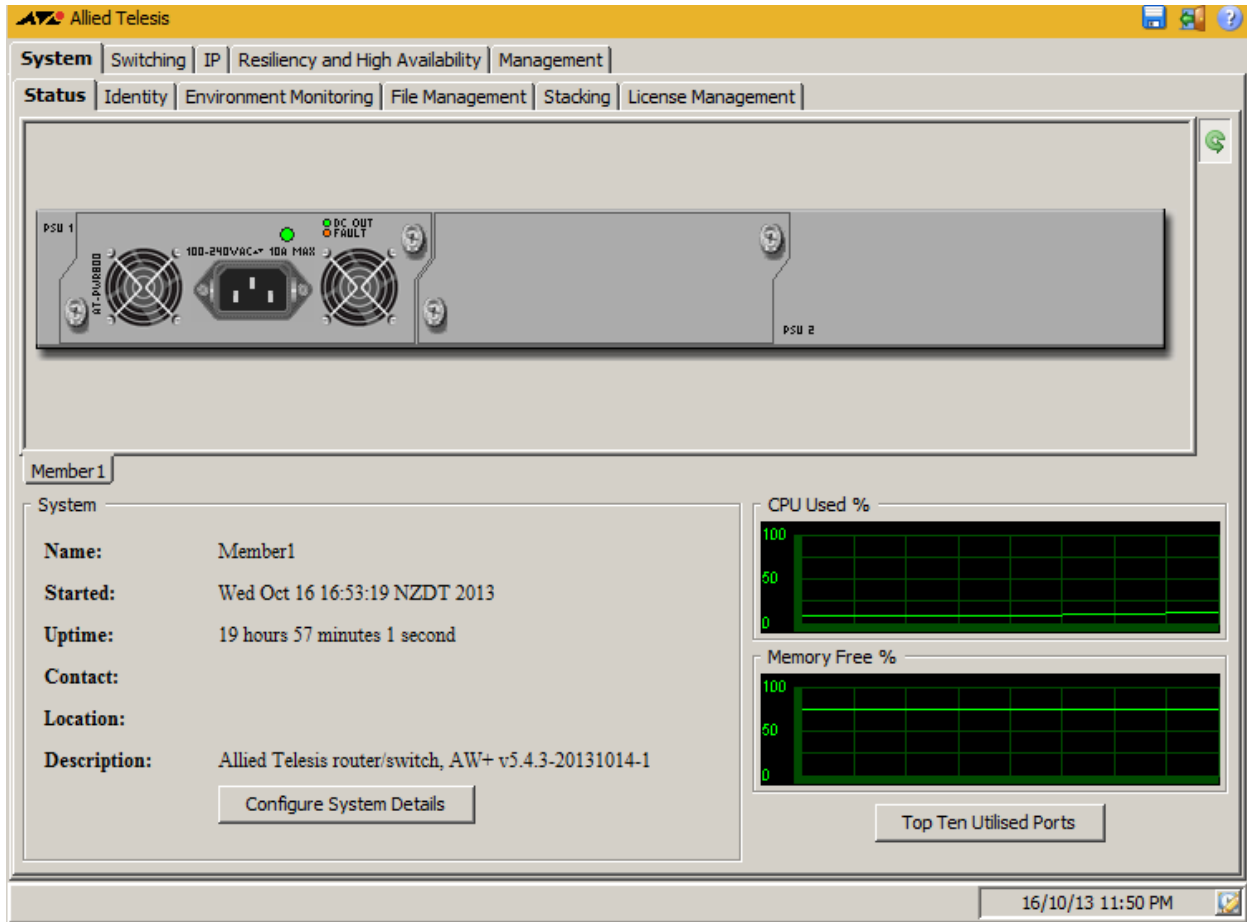 Allied Telesis
System Switching IP Resiliency and High Availability Management
Status Identity Environment Monitoring File Management Stacking License Management
PSU 1
DC OUT
FAULT
100-240VAC~ 10A MAX
AT-PWR800
PSU 2
Member1
System
Name: Member1
Started: Wed Oct 16 16:53:19 NZDT 2013
Uptime: 19 hours 57 minutes 1 second
Contact:
Location:
Description: Allied Telesis router/switch, AW+ v5.4.3-20131014-1
Configure System Details
CPU Used %
100
50
0
Memory Free %
100
50
0
Top Ten Utilised Ports
16/10/13 11:50 PM